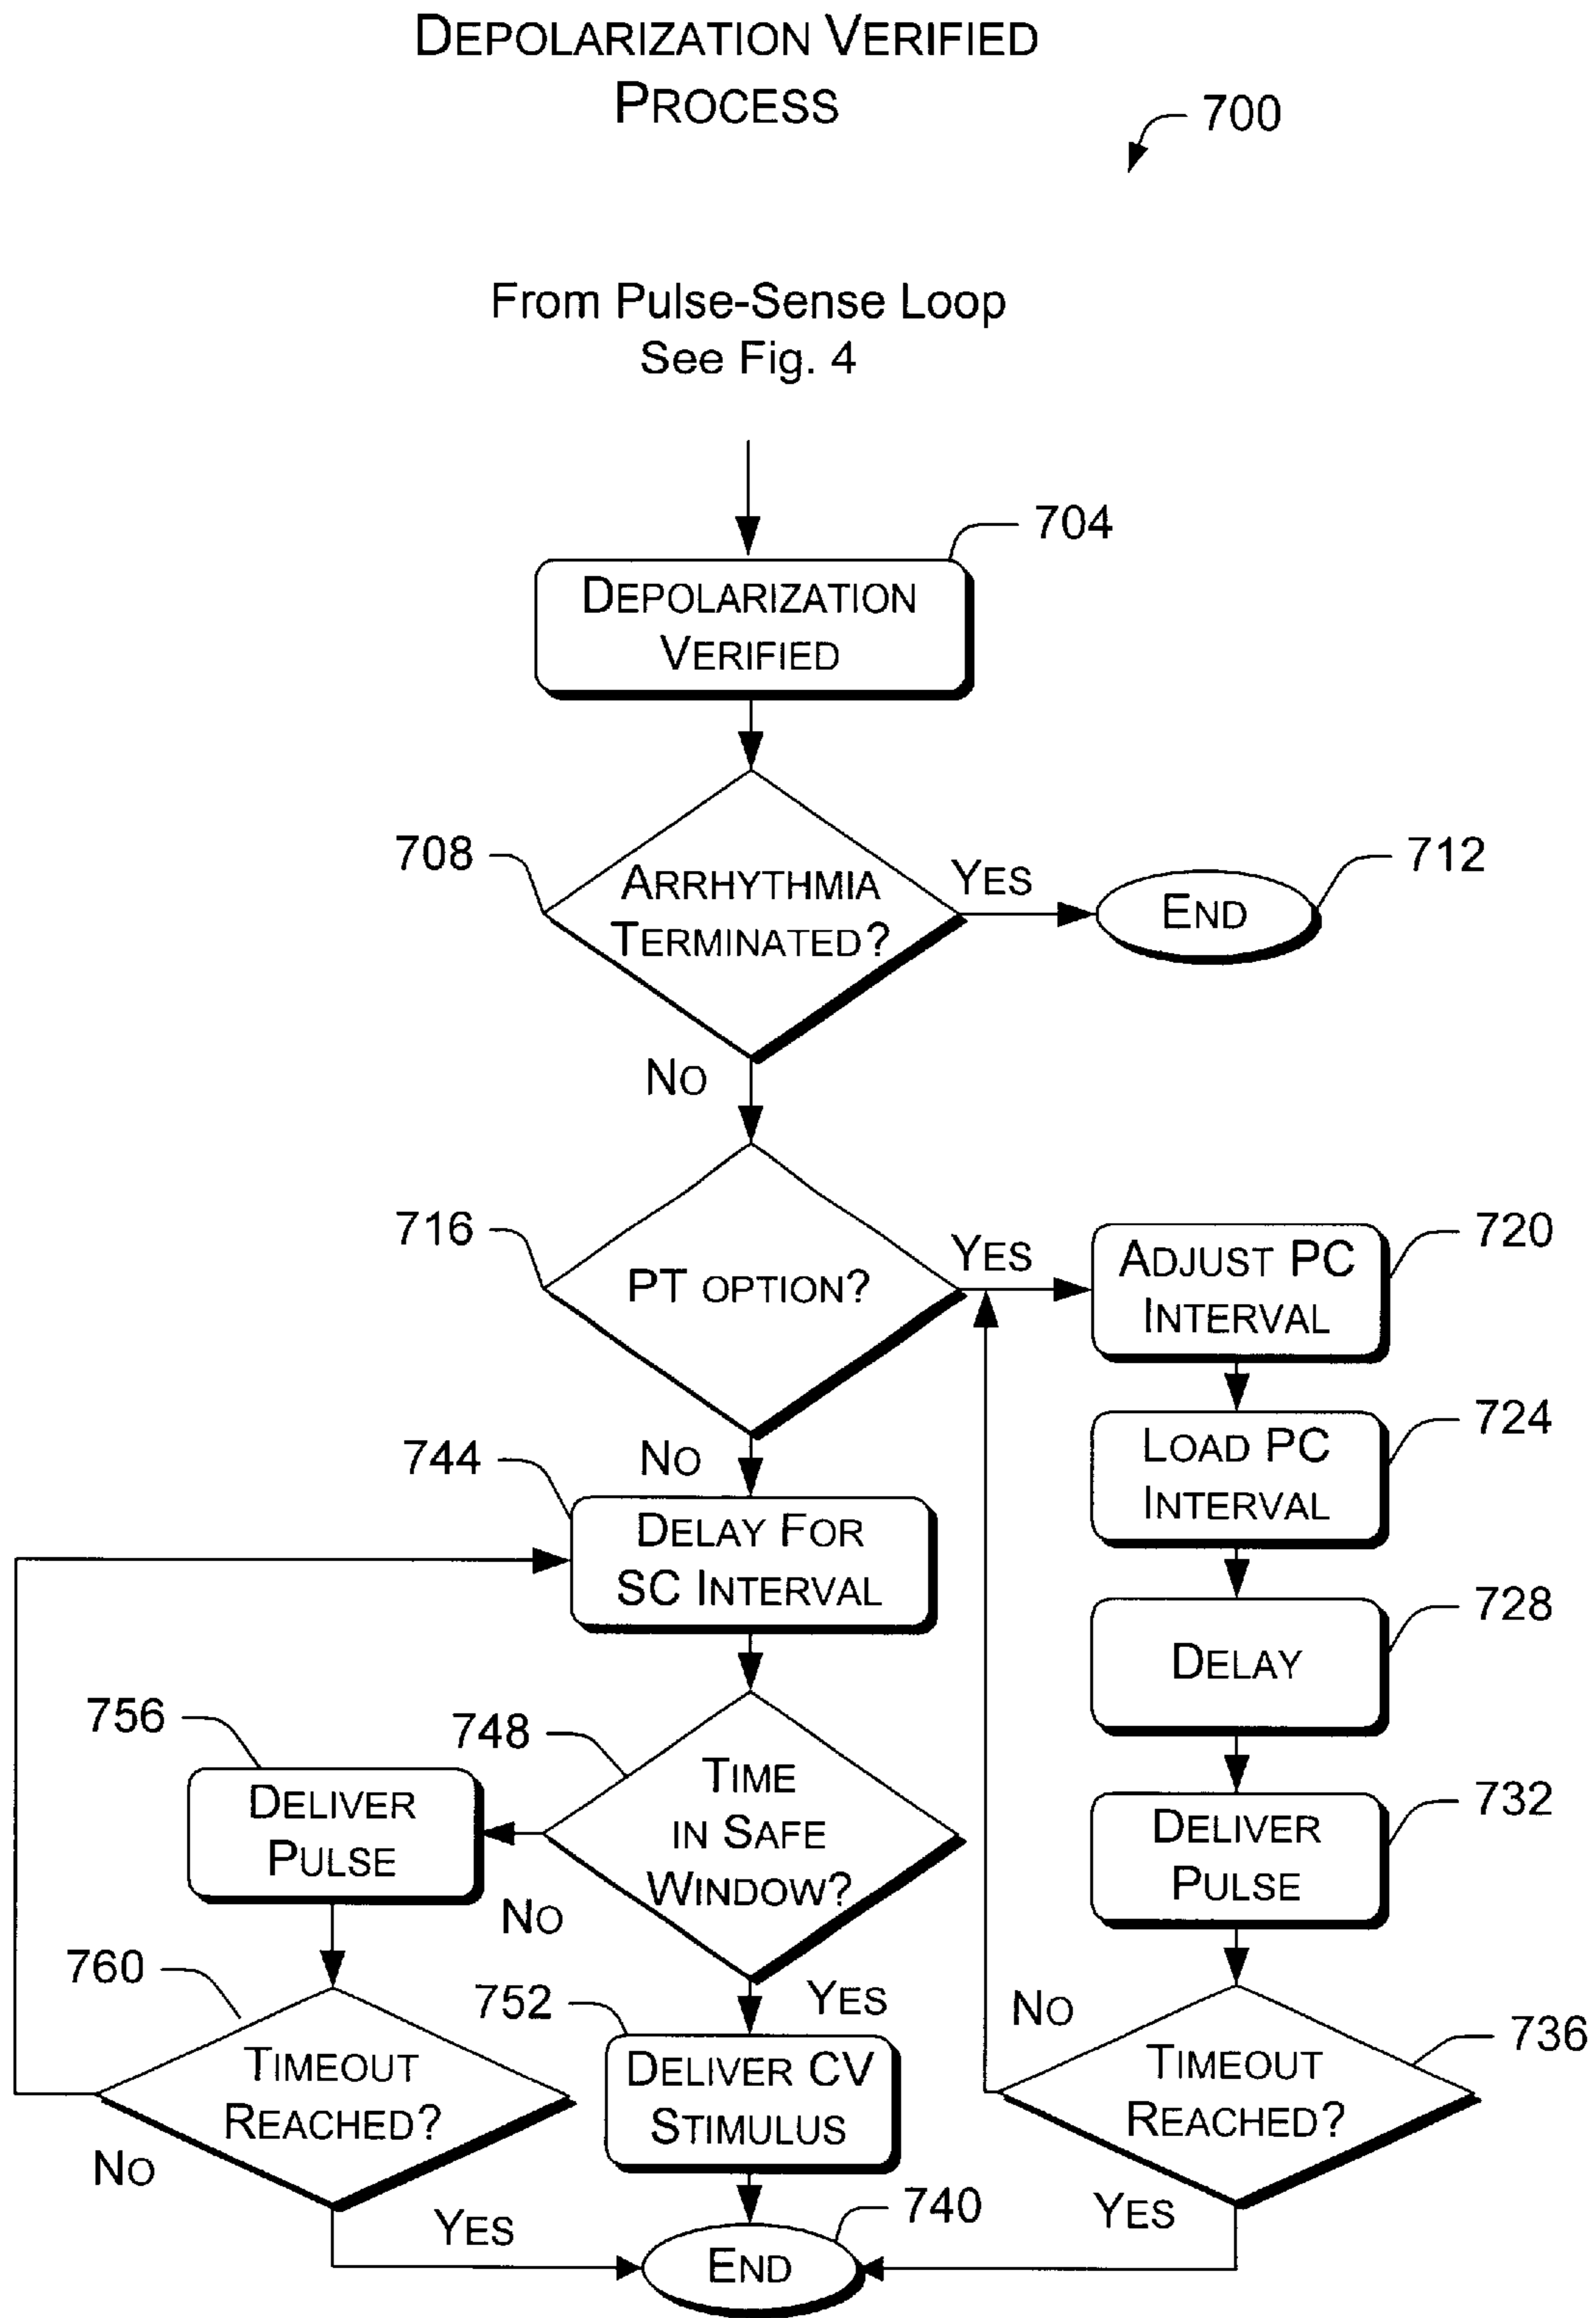 DEPOLARIZATION VERIFIED
PROCESS
700
From Pulse-Sense Loop
See Fig. 4
704
DEPOLARIZATION
VERIFIED
708
ARRHYTHMIA
TERMINATED?
YES
712
END
NO
716
PT OPTION?
YES
720
ADJUST PC
INTERVAL
724
LOAD PC
INTERVAL
744
NO
DELAY FOR
SC INTERVAL
728
DELAY
756
DELIVER
PULSE
748
TIME
IN SAFE
WINDOW?
NO
732
DELIVER
PULSE
760
TIMEOUT
REACHED?
NO
YES
YES
752
DELIVER CV
STIMULUS
NO
736
TIMEOUT
REACHED?
YES
740
END